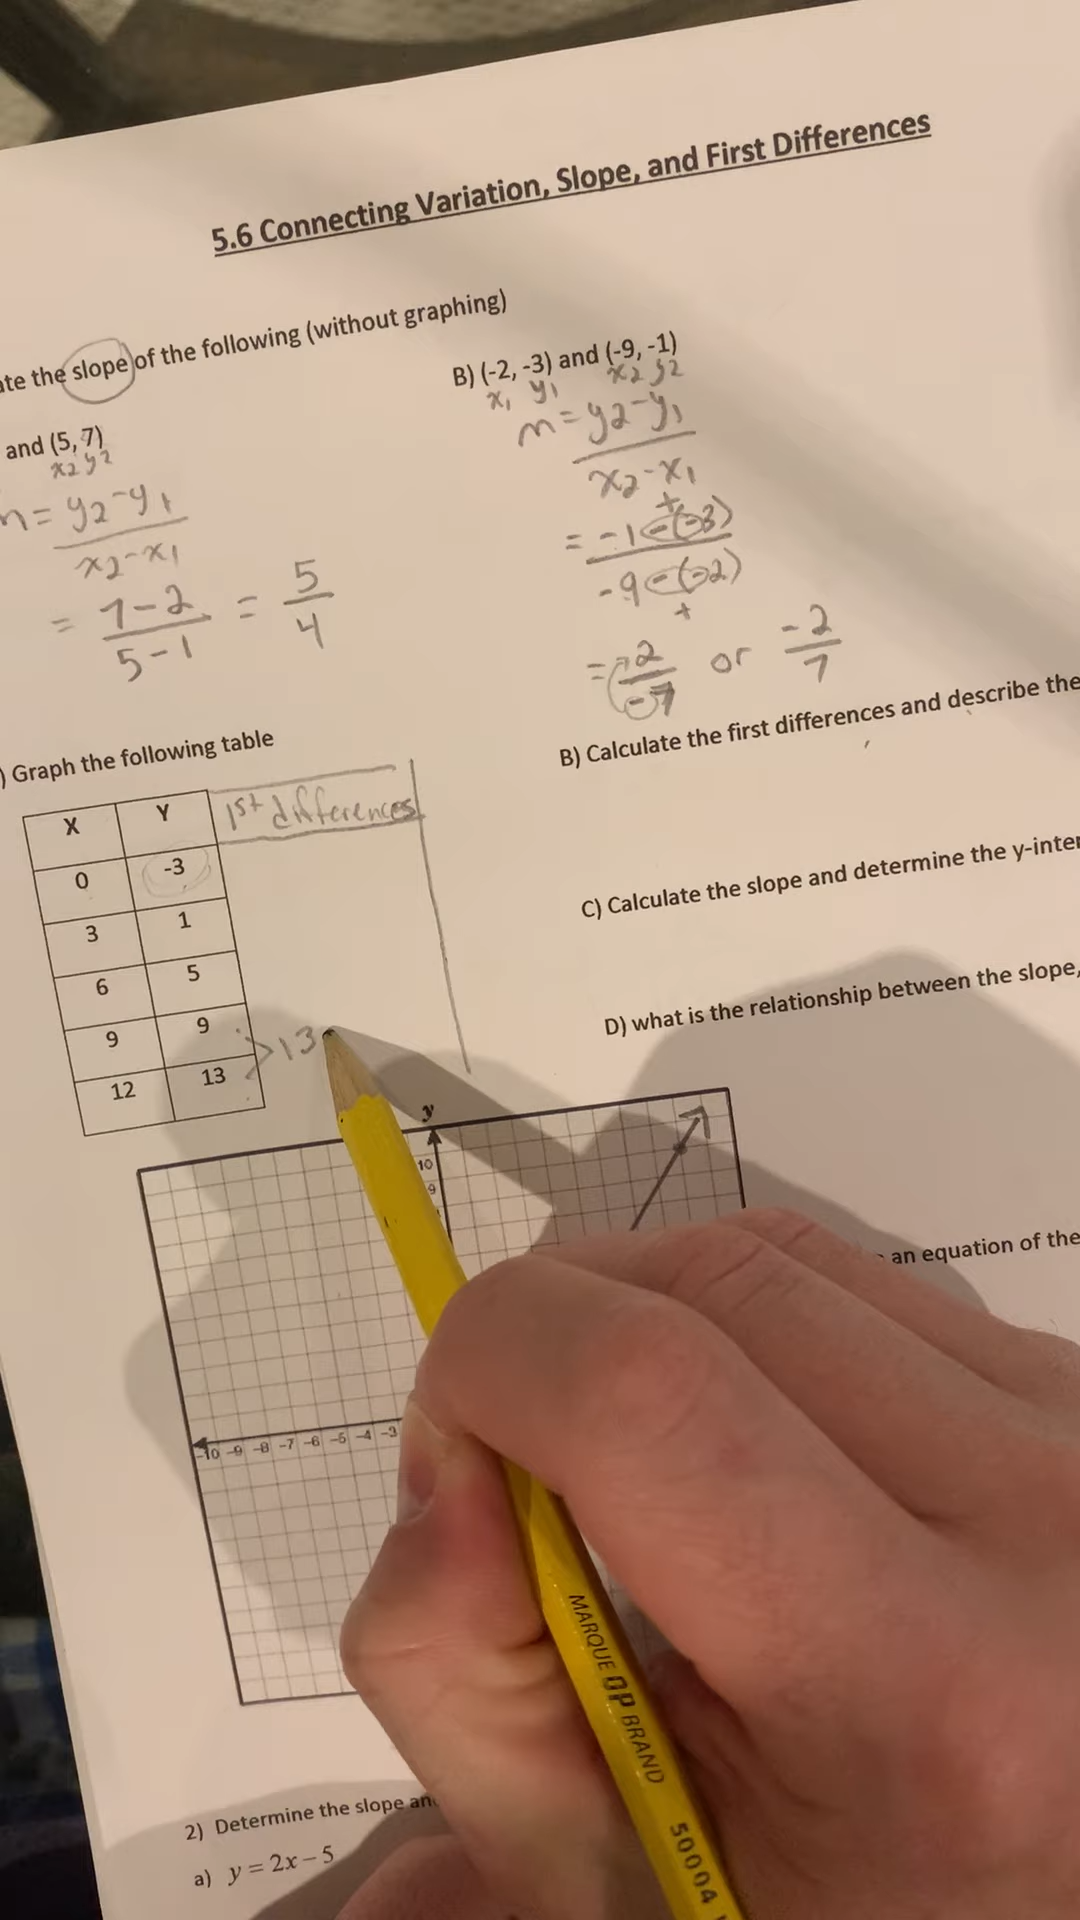 5.6 Connecting Variation, Slope, and First Differences
the slope of the following (without graphing)
and (5, 7)
x2 y2
m = y2-y1
x2-x1
= 7-2 = 5
5-1 4
B) (-2, -3) and (-9, -1)
x1 y1 x2 y2
m = y2-y1
x2-x1
+
= -1-(-3)
-9-(-2)
+
= 2 or -2
-7 7
) Graph the following table
X Y 1st differences
0 -3
3 1
6 5
9 9
12 13
>13-
B) Calculate the first differences and describe the
C) Calculate the slope and determine the
D) what is the relationship between the slope,
an equation of the
y
10
9
-10 -9 -8 -7 -6 -5 -4 -3
2) Determine the slope
a) y = 2x – 5
MARQUE OP BRAND 50004